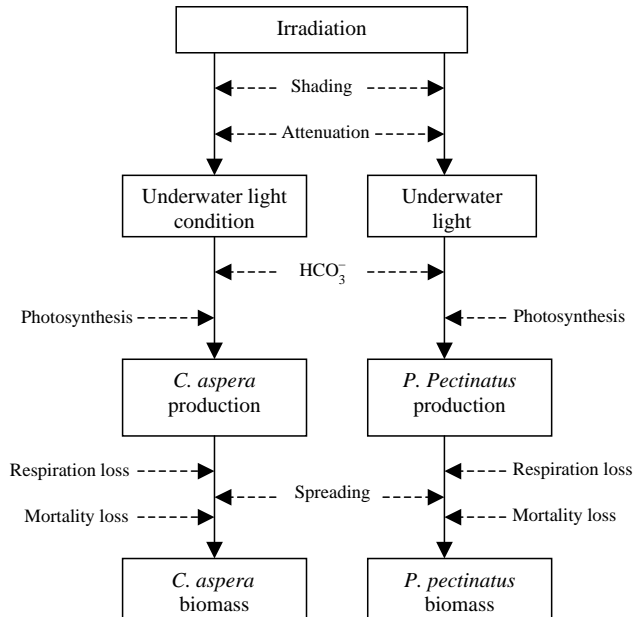 Irradiation
Shading
Attenuation
Underwater light
condition
Underwater
light
HCO₃⁻
Photosynthesis
Photosynthesis
C. aspera
production
P. Pectinatus
production
Respiration loss
Respiration loss
Spreading
Mortality loss
Mortality loss
C. aspera
biomass
P. pectinatus
biomass